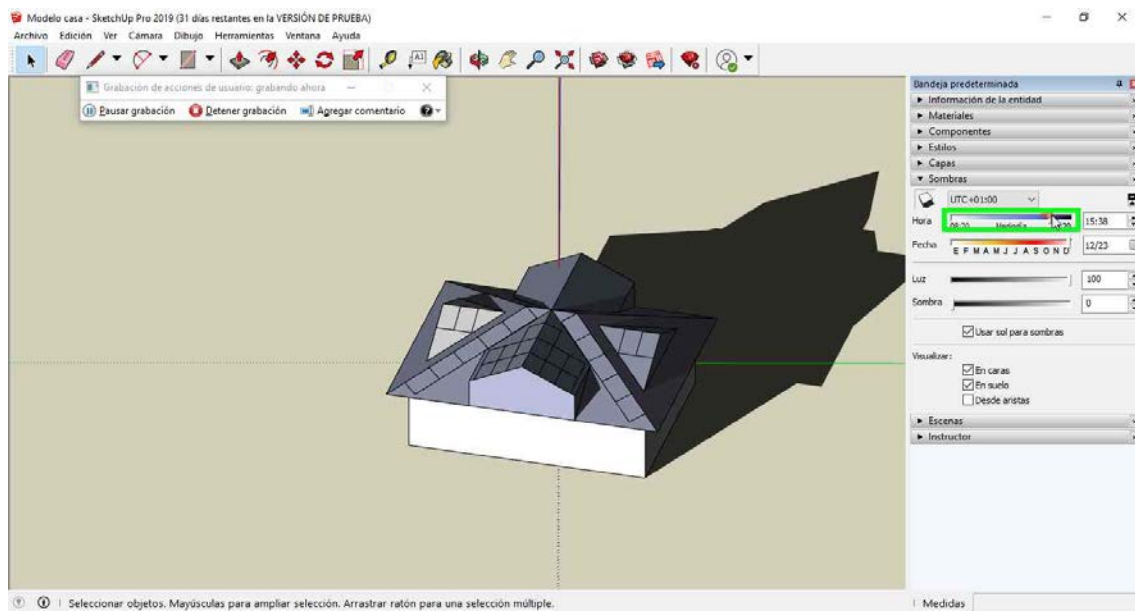 Modelo casa - SketchUp Pro 2019 (31 días restantes en la VERSIÓN DE PRUEBA)
Archivo Edición Ver Cámara Dibujo Herramientas Ventana Ayuda
A1
Grabación de acciones de usuario: grabando ahora
Pausar grabación Detener grabación Agregar comentario
Bandeja predeterminada
Información de la entidad
Materiales
Componentes
Estilos
Capas
Sombras
UTC+01:00
Hora 08:20 Mediodía 15:38
Fecha E F M A M J J A S O N D 12/23
Luz 100
Sombra 0
Usar sol para sombras
Visualizar:
En caras
En suelo
Desde aristas
Escenas
Instructor
Seleccionar objetos. Mayúsculas para ampliar selección. Arrastrar ratón para una selección múltiple.
Medidas